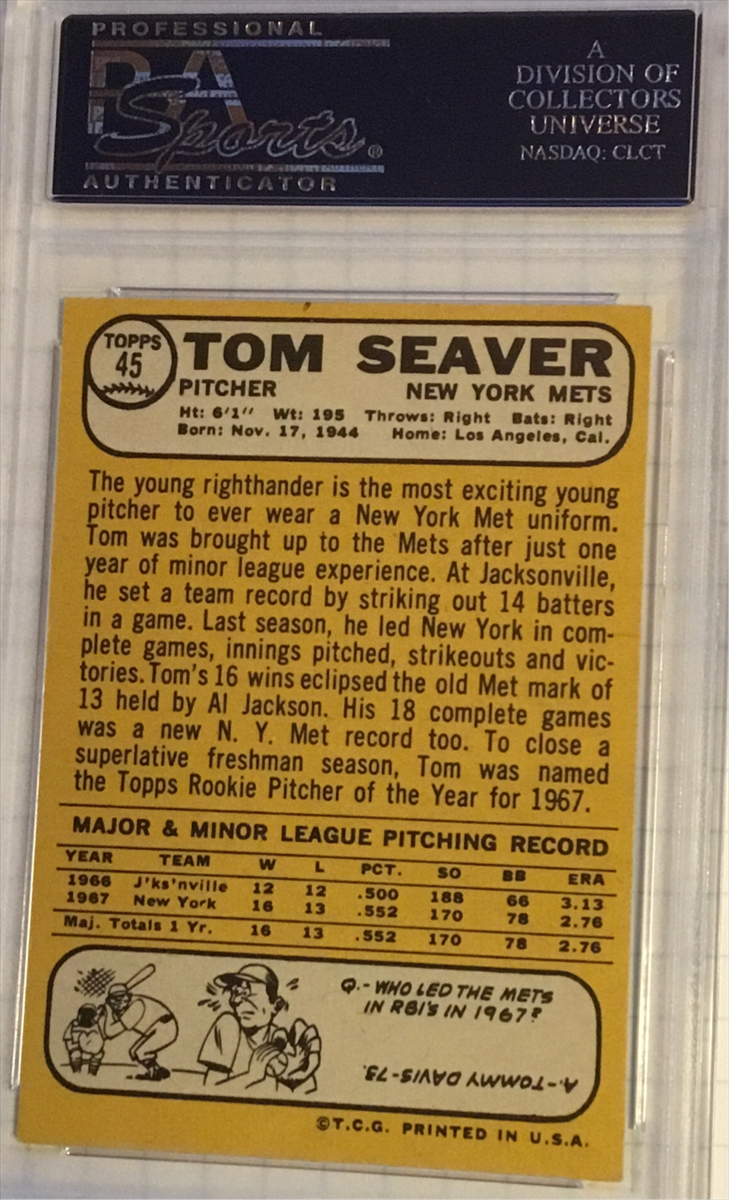 PROFESSIONAL
PSA
Sports®
AUTHENTICATOR
A
DIVISION OF
COLLECTORS
UNIVERSE
NASDAQ: CLCT
TOPPS
45
TOM SEAVER
PITCHER NEW YORK METS
Ht: 6'1" Wt: 195 Throws: Right Bats: Right
Born: Nov. 17, 1944 Home: Los Angeles, Cal.
The young righthander is the most exciting young
pitcher to ever wear a New York Met uniform.
Tom was brought up to the Mets after just one
year of minor league experience. At Jacksonville,
he set a team record by striking out 14 batters
in a game. Last season, he led New York in com-
plete games, innings pitched, strikeouts and vic-
tories. Tom's 16 wins eclipsed the old Met mark of
13 held by Al Jackson. His 18 complete games
was a new N. Y. Met record too. To close a
superlative freshman season, Tom was named
the Topps Rookie Pitcher of the Year for 1967.
MAJOR & MINOR LEAGUE PITCHING RECORD
YEAR TEAM W L PCT. SO BB ERA
1966 J'ks'nville 12 12 .500 188 66 3.13
1967 New York 16 13 .552 170 78 2.76
Maj. Totals 1 Yr. 16 13 .552 170 78 2.76
Q.- WHO LED THE METS
IN RBI'S IN 1967?
A.- TOMMY DAVIS-73.
©T.C.G. PRINTED IN U.S.A.